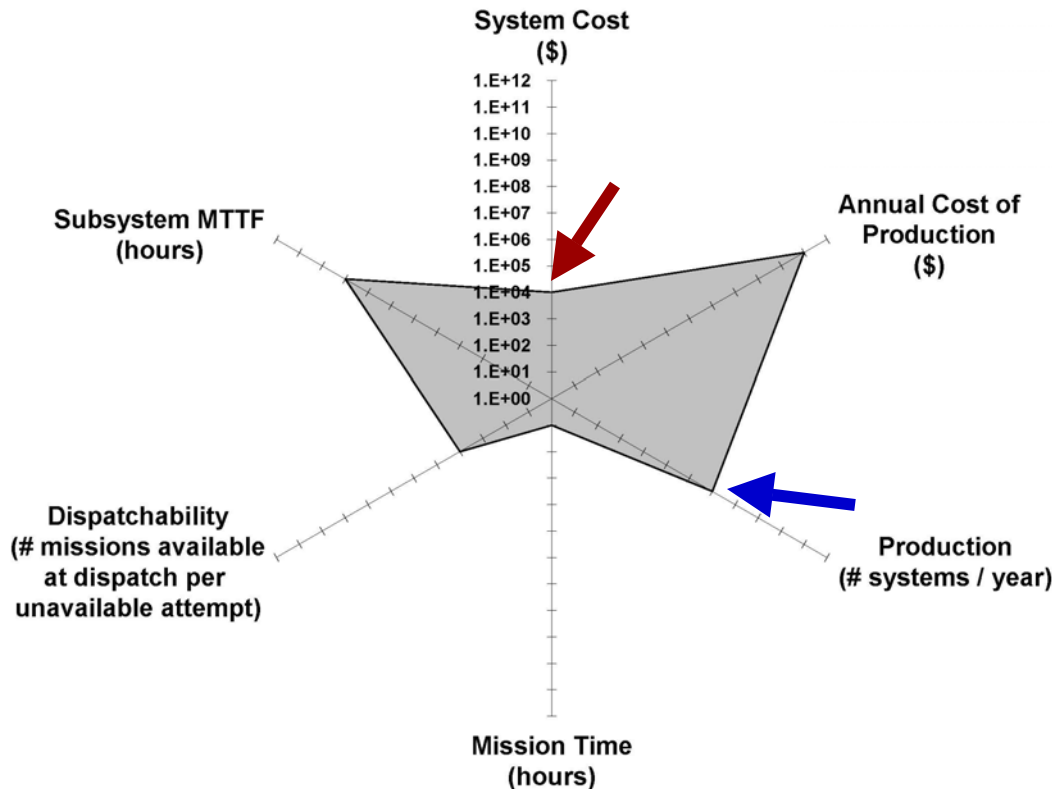 System Cost
($)
1.E+12
1.E+11
1.E+10
1.E+09
1.E+08
1.E+07
1.E+06
1.E+05
1.E+04
1.E+03
1.E+02
1.E+01
1.E+00
Annual Cost of
Production
($)
Subsystem MTTF
(hours)
Dispatchability
(# missions available
at dispatch per
unavailable attempt)
Production
(# systems / year)
Mission Time
(hours)